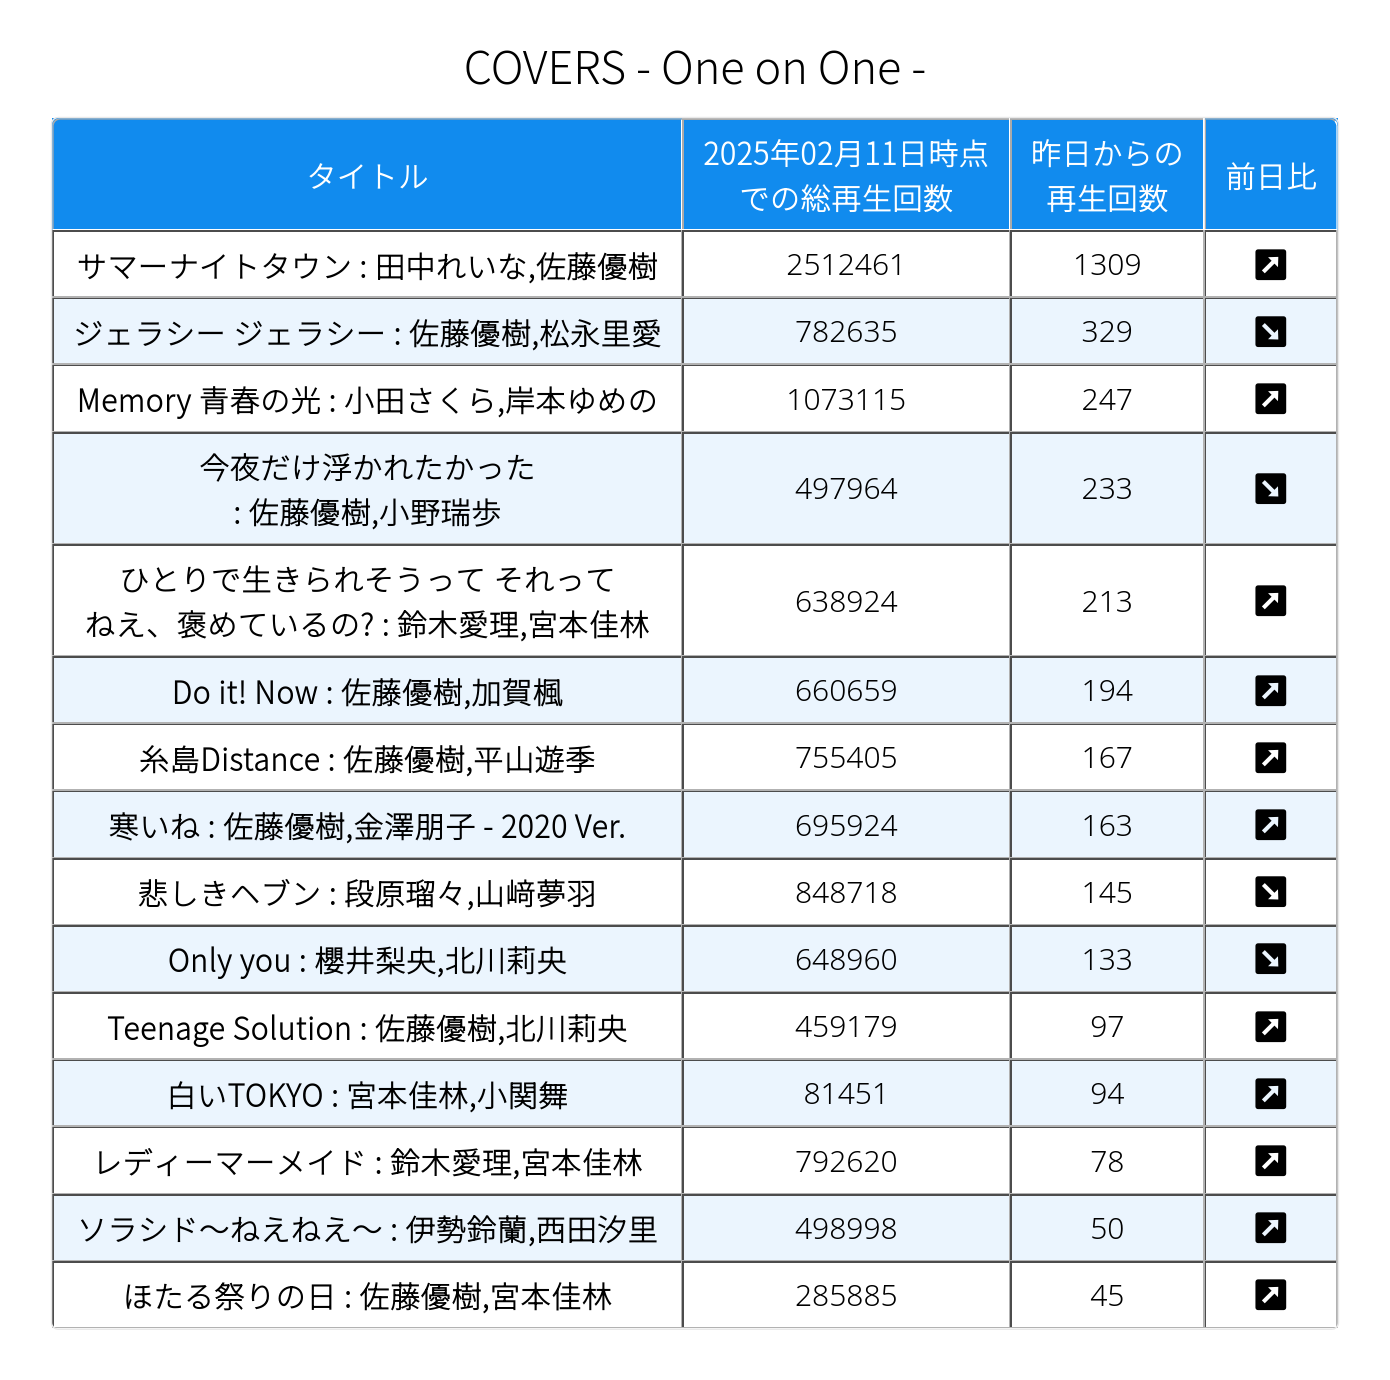 COVERS - One on One -
タイトル
2025年02月11日時点
での総再生回数
昨日からの
再生回数
前日比
サマーナイトタウン : 田中れいな,佐藤優樹 2512461 1309 ↗
ジェラシー ジェラシー : 佐藤優樹,松永里愛 782635 329 ↘
Memory 青春の光 : 小田さくら,岸本ゆめの 1073115 247 ↗
今夜だけ浮かれたかった
: 佐藤優樹,小野瑞歩 497964 233 ↘
ひとりで生きられそうって それって
ねえ、褒めているの? : 鈴木愛理,宮本佳林 638924 213 ↗
Do it! Now : 佐藤優樹,加賀楓 660659 194 ↗
糸島Distance : 佐藤優樹,平山遊季 755405 167 ↗
寒いね : 佐藤優樹,金澤朋子 - 2020 Ver. 695924 163 ↗
悲しきヘブン : 段原瑠々,山﨑夢羽 848718 145 ↘
Only you : 櫻井梨央,北川莉央 648960 133 ↘
Teenage Solution : 佐藤優樹,北川莉央 459179 97 ↗
白いTOKYO : 宮本佳林,小関舞 81451 94 ↗
レディーマーメイド : 鈴木愛理,宮本佳林 792620 78 ↗
ソラシド～ねえねえ～ : 伊勢鈴蘭,西田汐里 498998 50 ↗
ほたる祭りの日 : 佐藤優樹,宮本佳林 285885 45 ↗